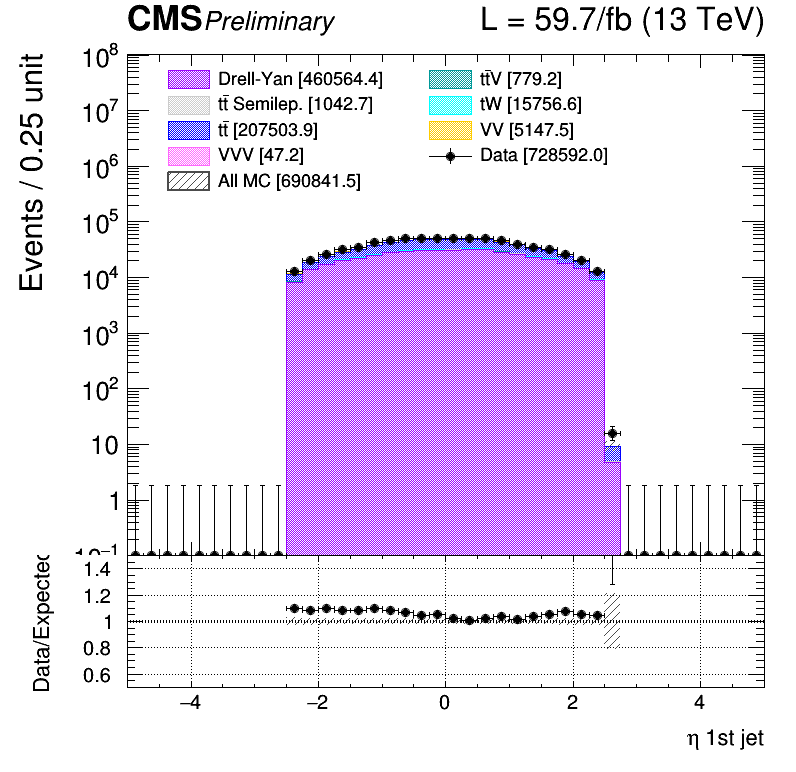 CMS Preliminary L = 59.7/fb (13 TeV)
Events / 0.25 unit
10⁸
10⁷
10⁶
10⁵
10⁴
10³
10²
10
1
10⁻¹
Drell-Yan [460564.4]
tt̄ Semilep. [1042.7]
tt̄ [207503.9]
VVV [47.2]
All MC [690841.5]
tt̄V [779.2]
tW [15756.6]
VV [5147.5]
Data [728592.0]
Data/Expected
1.4
1.2
1
0.8
0.6
−4 −2 0 2 4
η 1st jet